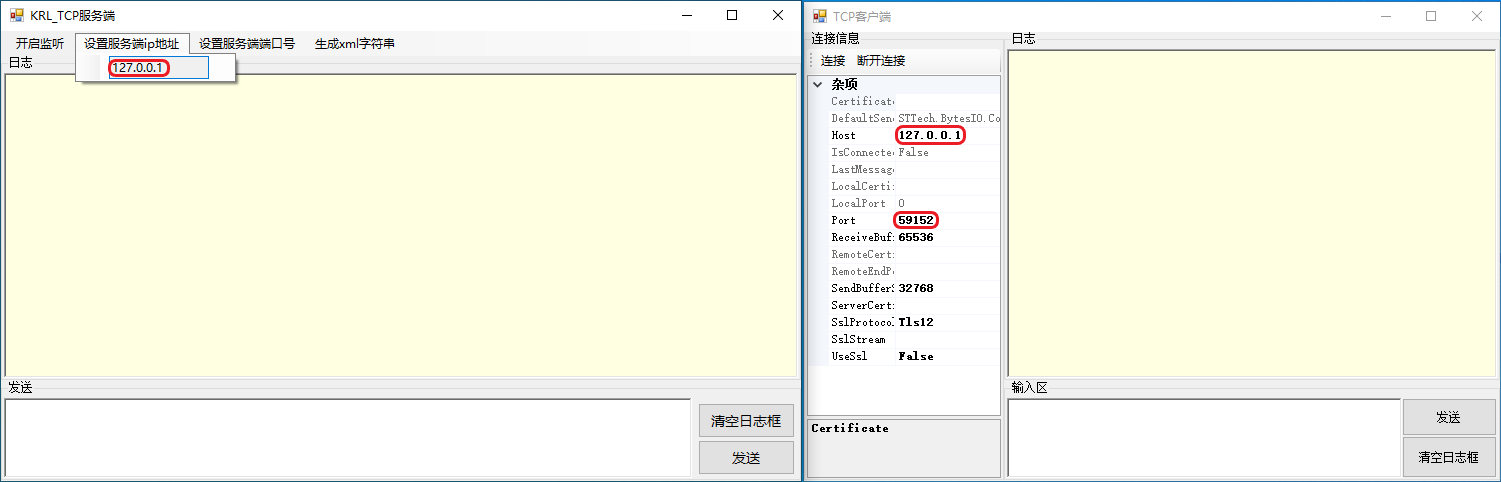 KRL_TCP服务端
开启监听 设置服务端ip地址 设置服务端端口号 生成xml字符串
127.0.0.1
日志
发送
清空日志框
发送
TCP客户端
连接信息
连接 断开连接
杂项
Certificat
DefaultSen STTech.BytesIO.Co
Host 127.0.0.1
IsConnecte False
LastMessag
LocalCerti
LocalPort 0
Port 59152
ReceiveBuf 65536
RemoteCert
RemoteEndP
SendBufferS 32768
ServerCert
SslProtocol Tls12
SslStream
UseSsl False
Certificate
日志
输入区
发送
清空日志框